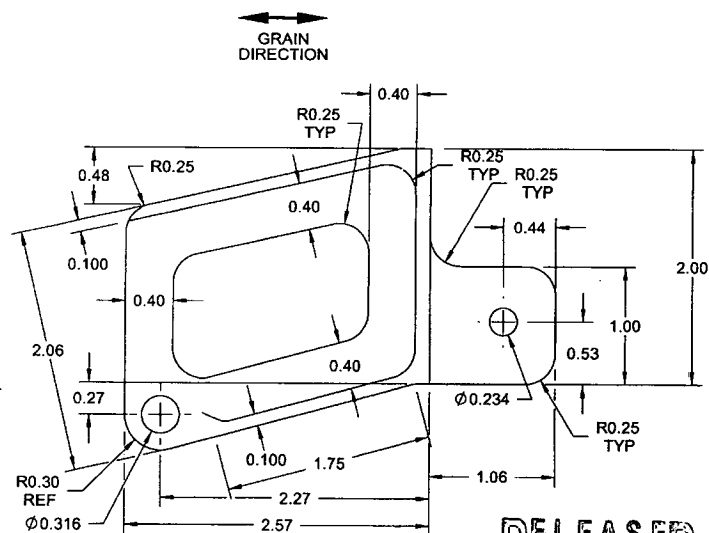 GRAIN
DIRECTION
0.40
R0.25
TYP
R0.25
R0.25
TYP
R0.25
TYP
0.48
0.44
0.40
0.100
2.00
0.40
1.00
2.06
0.53
0.40
0.27
Ø0.234
R0.25
TYP
0.100
1.75
1.06
R0.30
REF
2.27
Ø0.316
2.57
RELEASED